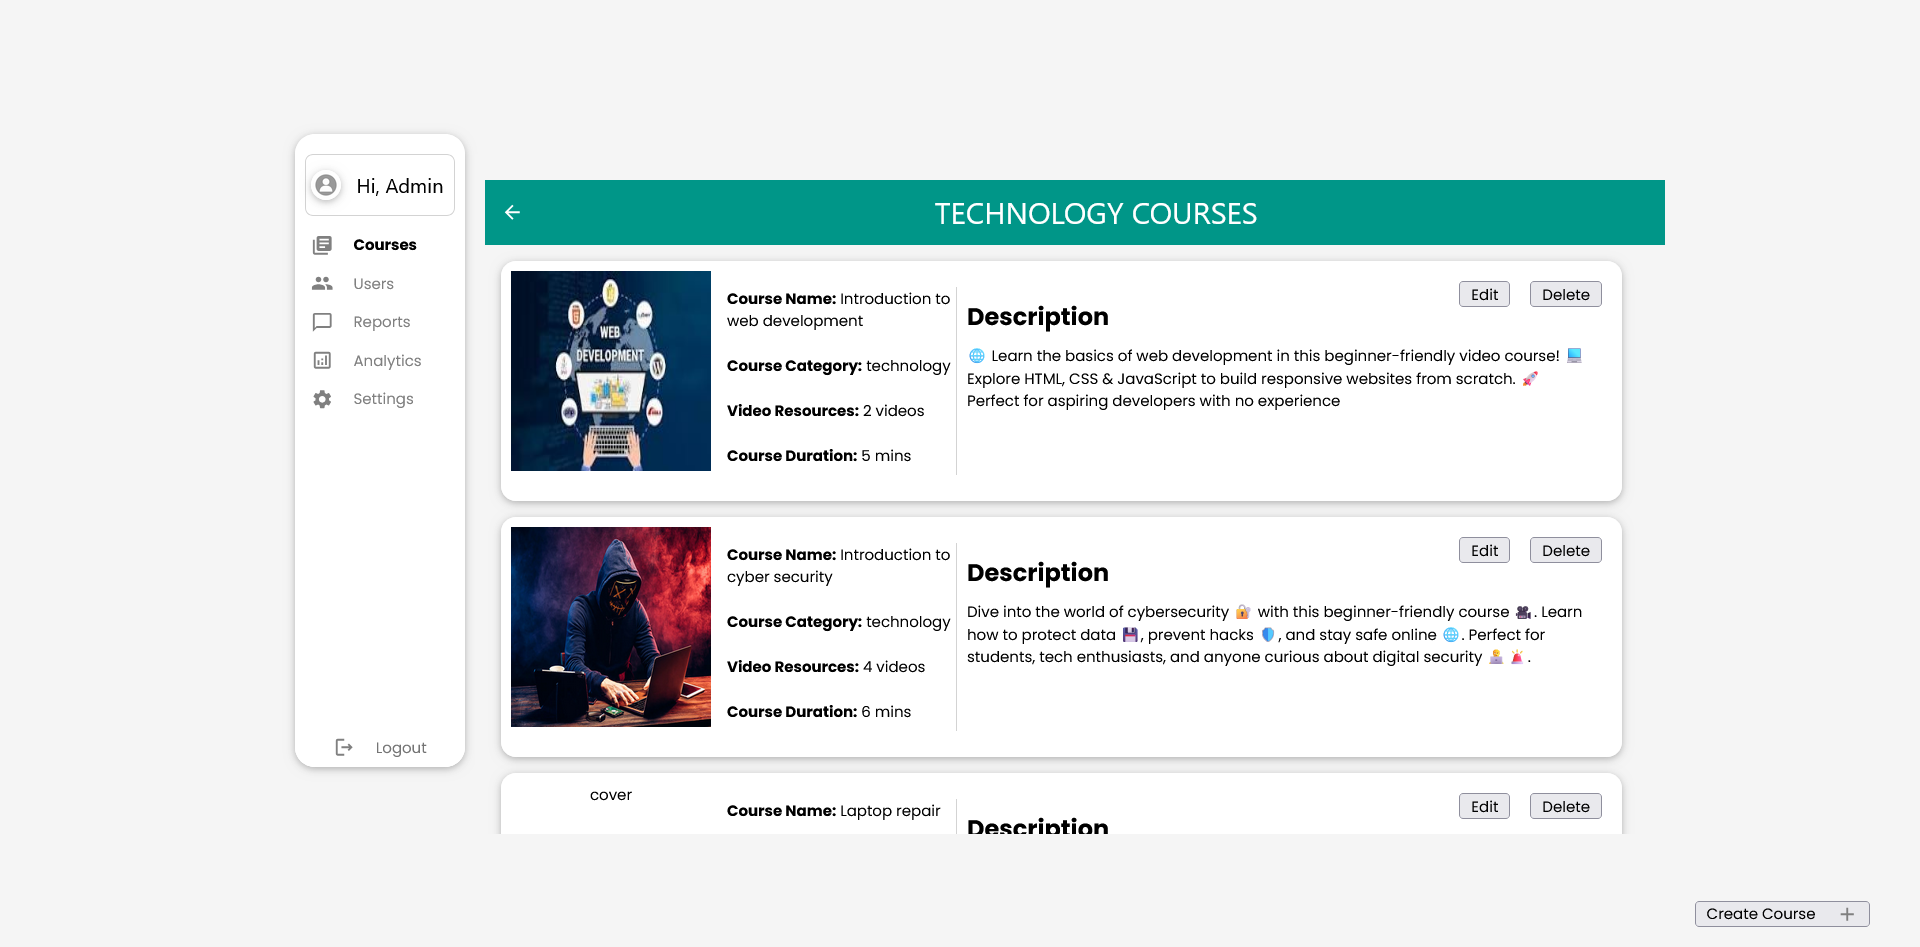 Hi, Admin
Courses
Users
Reports
Analytics
Settings
Logout
TECHNOLOGY COURSES
WEB
DEVELOPMENT
Course Name: Introduction to
web development
Course Category: technology
Video Resources: 2 videos
Course Duration: 5 mins
Description
🌐 Learn the basics of web development in this beginner-friendly video course! 💻
Explore HTML, CSS & JavaScript to build responsive websites from scratch. 🚀
Perfect for aspiring developers with no experience
Edit
Delete
Course Name: Introduction to
cyber security
Course Category: technology
Video Resources: 4 videos
Course Duration: 6 mins
Description
Dive into the world of cybersecurity 🔐 with this beginner-friendly course 🎥. Learn
how to protect data 💾, prevent hacks 🛡️, and stay safe online 🌐. Perfect for
students, tech enthusiasts, and anyone curious about digital security 👨‍💻🚨.
Edit
Delete
cover
Course Name: Laptop repair
Description
Edit
Delete
Create Course